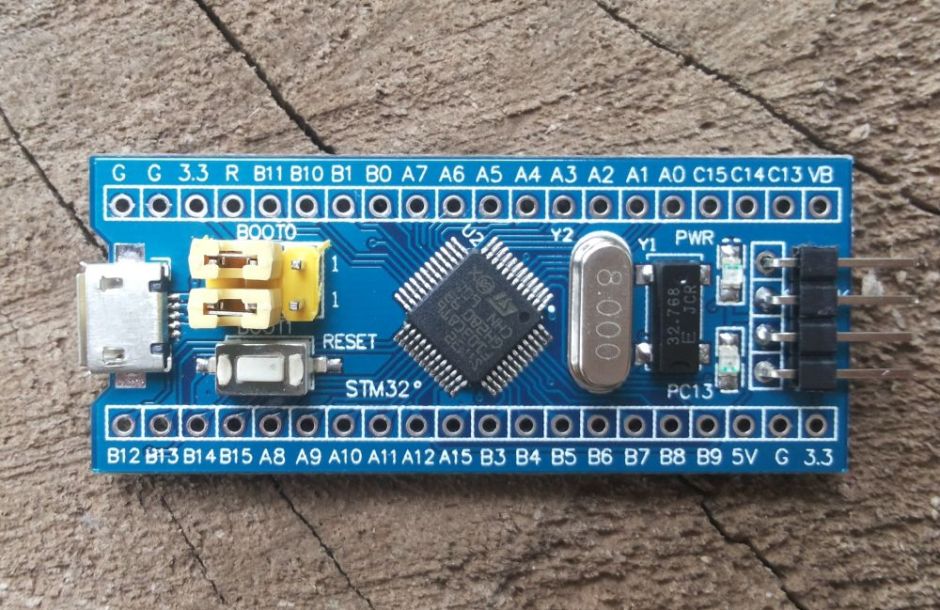 G G 3.3 R B11 B10 B1 B0 A7 A6 A5 A4 A3 A2 A1 A0 C15 C14 C13 VB
BOOT0 U2 Y2 Y1 PWR
1
1
8.000
32.768
E JCR
RESET
STM32°
PC13
B12 B13 B14 B15 A8 A9 A10 A11 A12 A15 B3 B4 B5 B6 B7 B8 B9 5V G 3.3